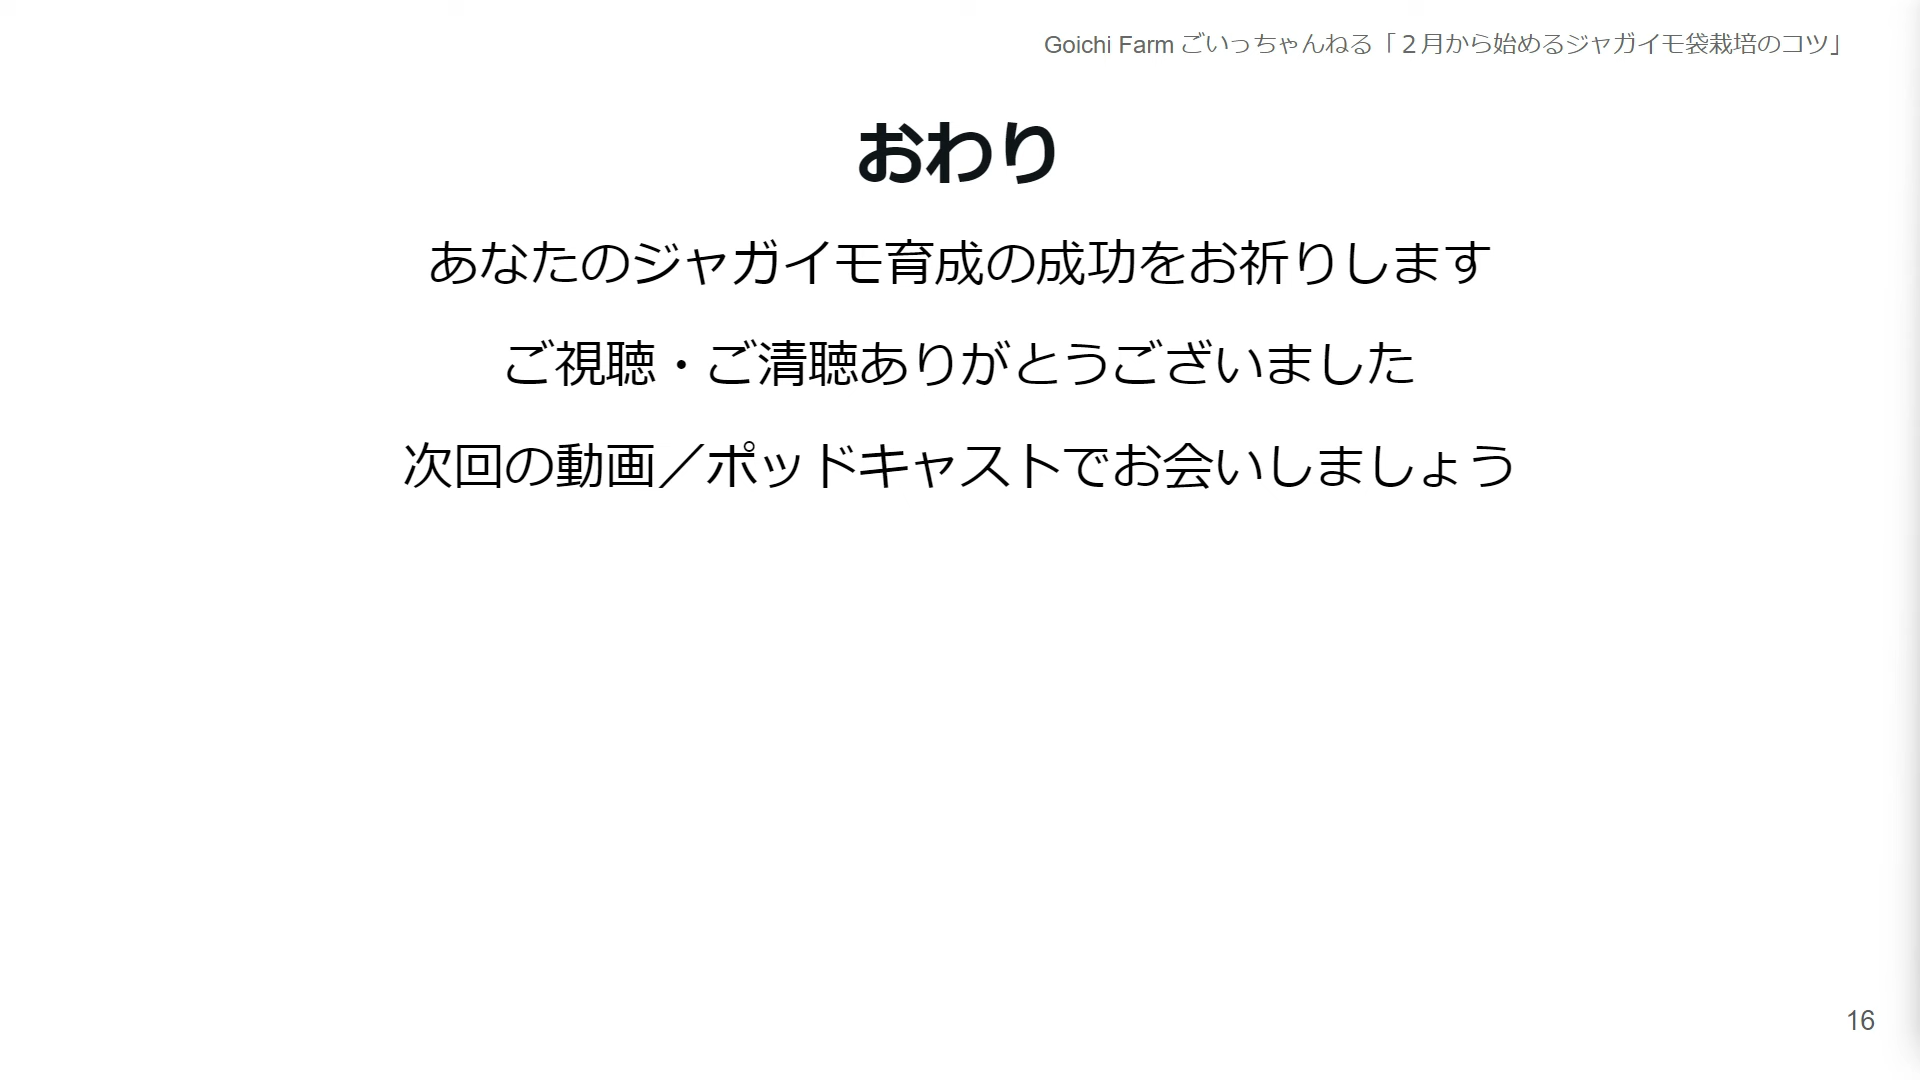 Goichi Farm ごいっちゃんねる「２月から始めるジャガイモ袋栽培のコツ」
おわり
あなたのジャガイモ育成の成功をお祈りします
ご視聴・ご清聴ありがとうございました
次回の動画／ポッドキャストでお会いしましょう
16